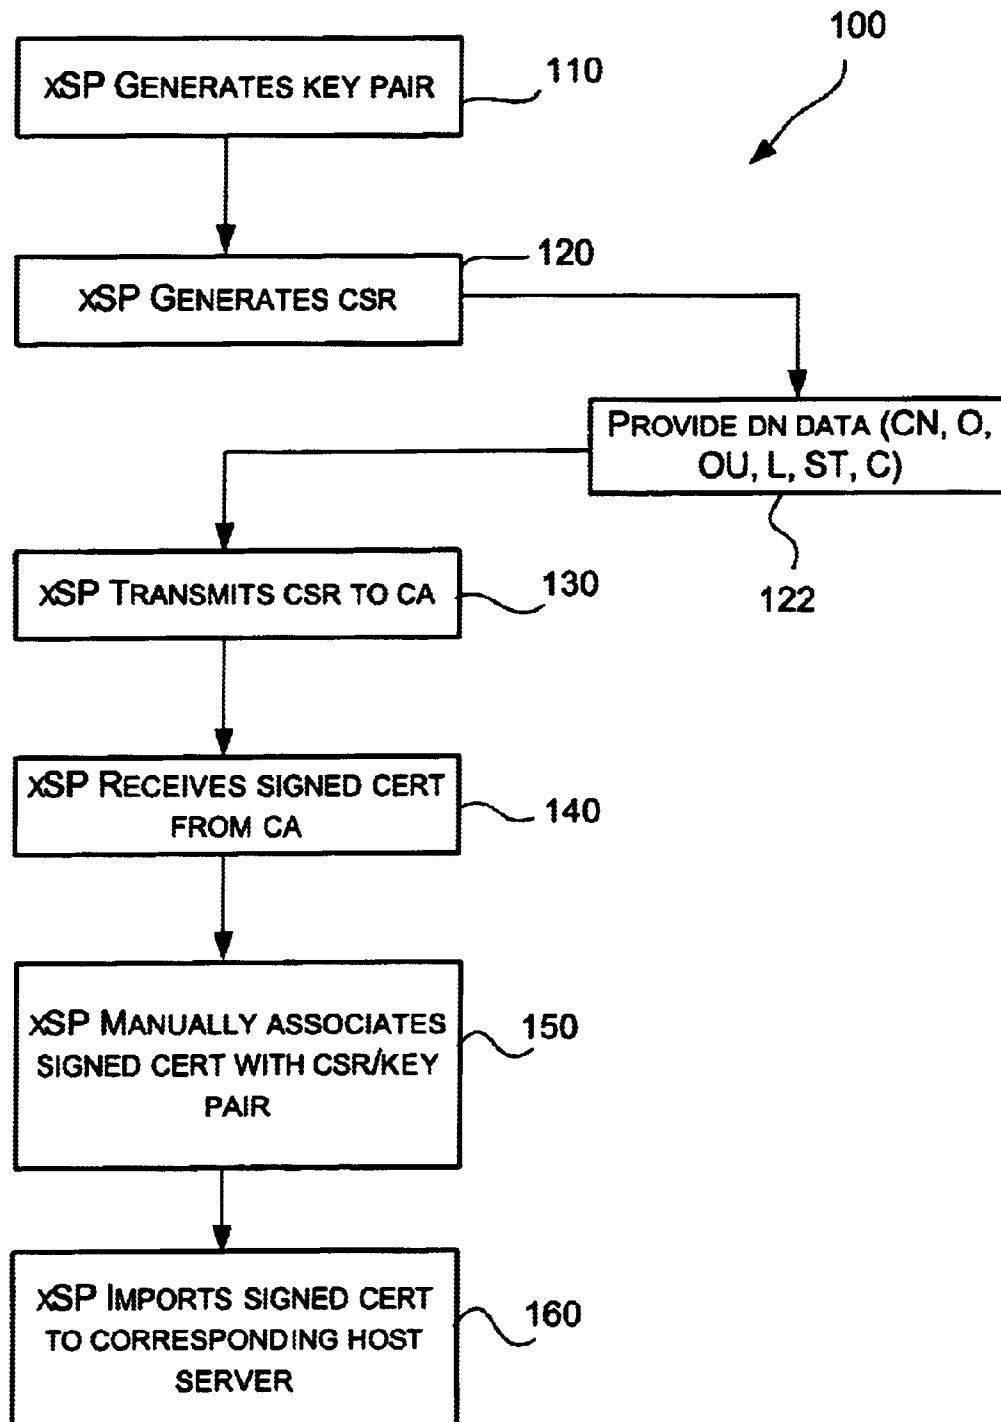 100
xSP GENERATES KEY PAIR
110
120
xSP GENERATES CSR
PROVIDE DN DATA (CN, O,
OU, L, ST, C)
122
xSP TRANSMITS CSR TO CA
130
xSP RECEIVES SIGNED CERT
FROM CA
140
xSP MANUALLY ASSOCIATES
SIGNED CERT WITH CSR/KEY
PAIR
150
xSP IMPORTS SIGNED CERT
TO CORRESPONDING HOST
SERVER
160